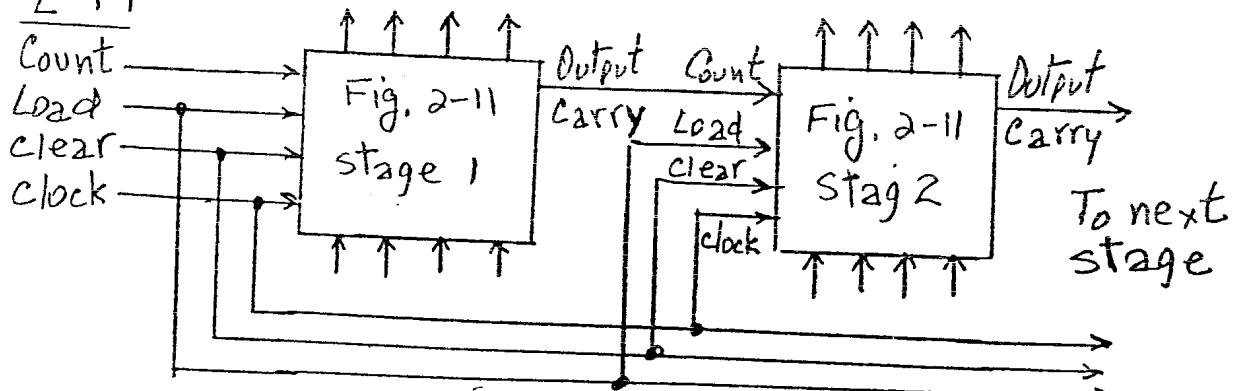 Count
Load
clear
clock
Fig. 2-11
stage 1
Output
Carry
Count
Load
clear
clock
Fig. 2-11
Stag 2
Output
Carry
To next
stage